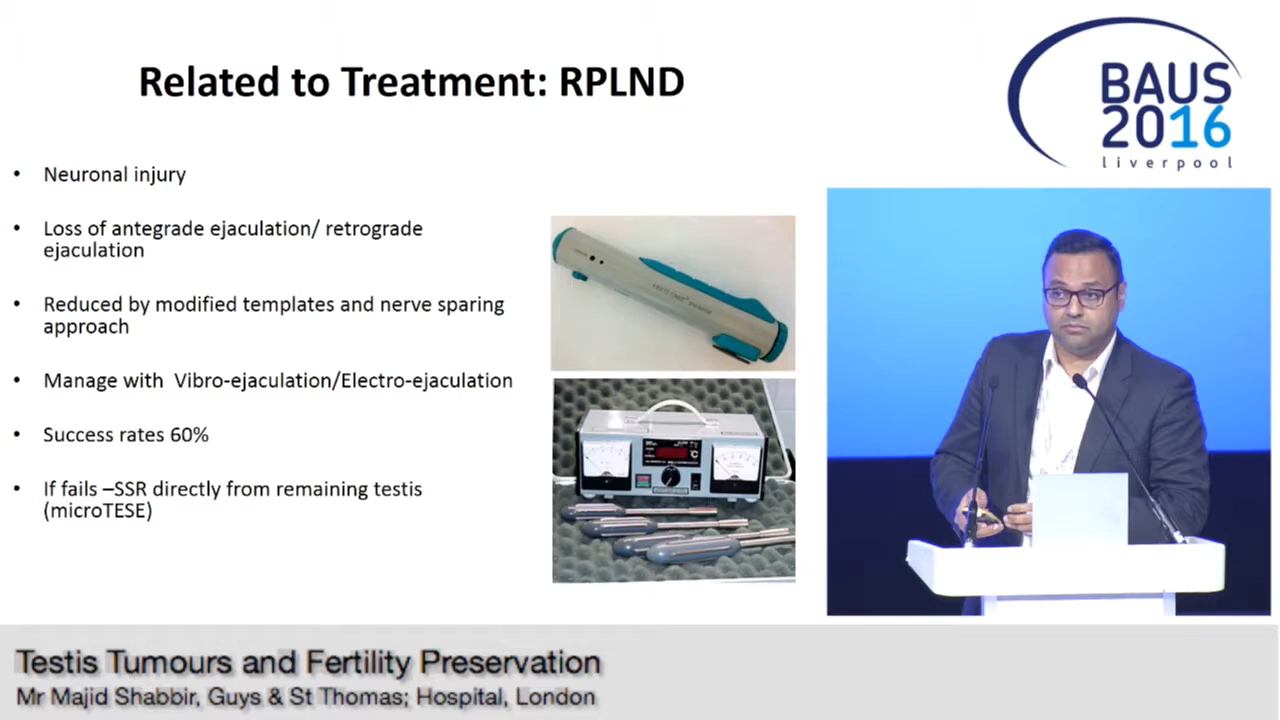 Related to Treatment: RPLND
BAUS
2016
liverpool
• Neuronal injury
• Loss of antegrade ejaculation/ retrograde
ejaculation
• Reduced by modified templates and nerve sparing
approach
• Manage with Vibro-ejaculation/Electro-ejaculation
• Success rates 60%
• If fails –SSR directly from remaining testis
(microTESE)
°C
Testis Tumours and Fertility Preservation
Mr Majid Shabbir, Guys & St Thomas; Hospital, London